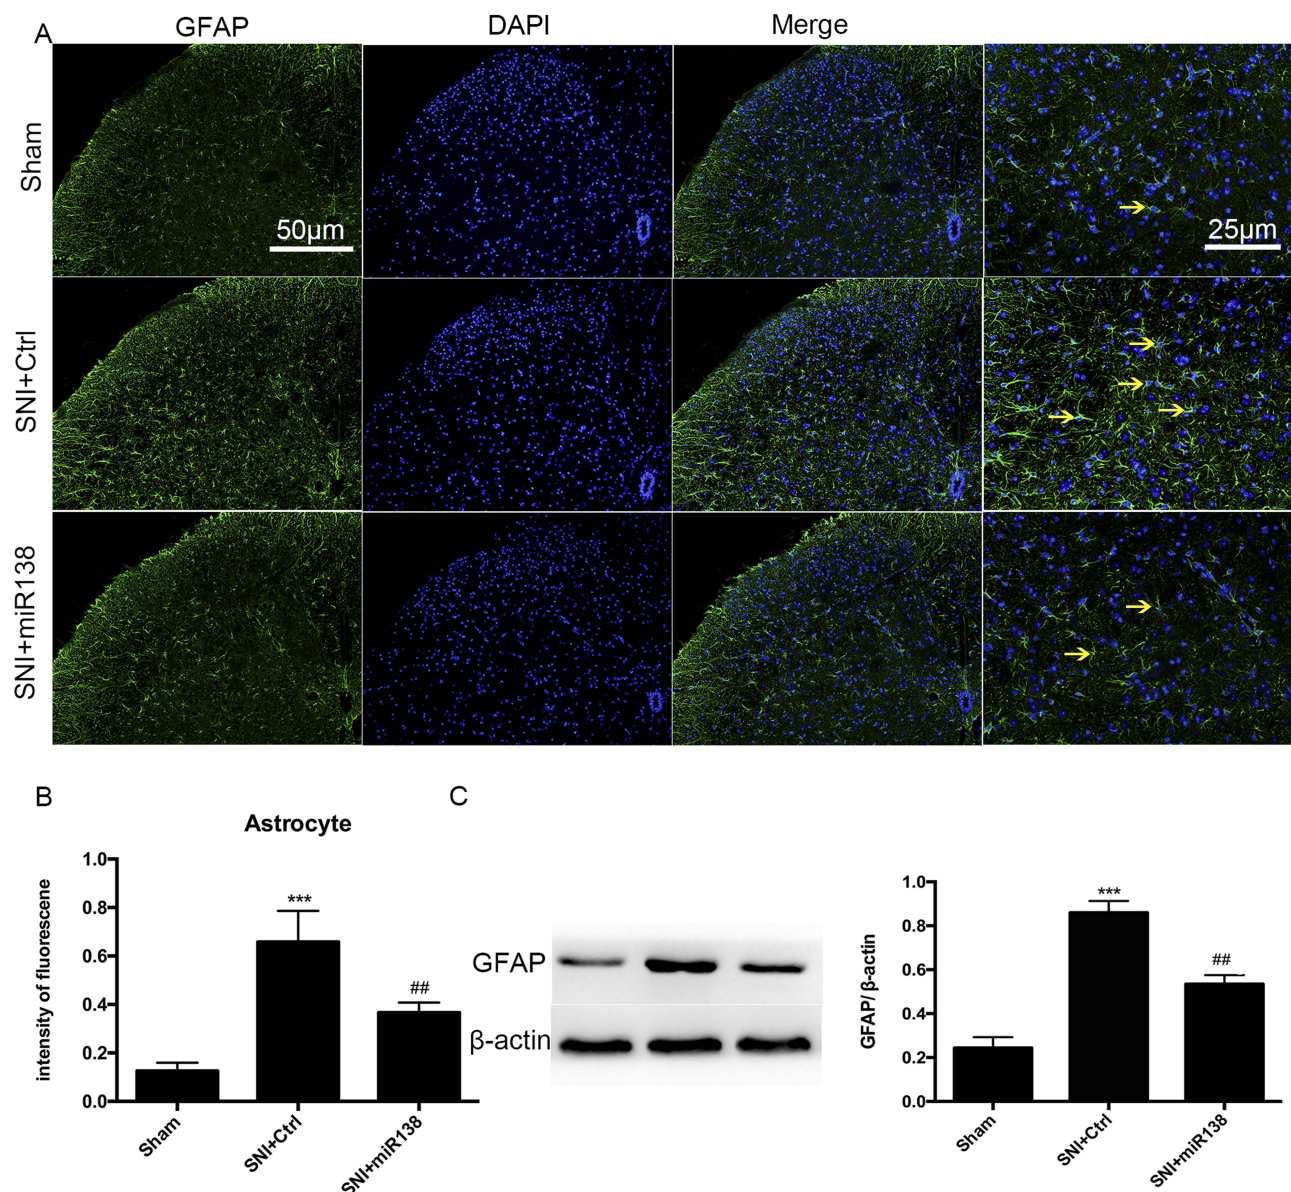 A
GFAP
DAPI
Merge
Sham
50μm
25μm
SNI+Ctrl
SNI+miR138
B
Astrocyte
intensity of fluorescene
1.0
0.8
0.6
0.4
0.2
0.0
***
##
Sham
SNI+Ctrl
SNI+miR138
C
GFAP
β-actin
GFAP/ β-actin
1.0
0.8
0.6
0.4
0.2
0.0
***
##
Sham
SNI+Ctrl
SNI+miR138